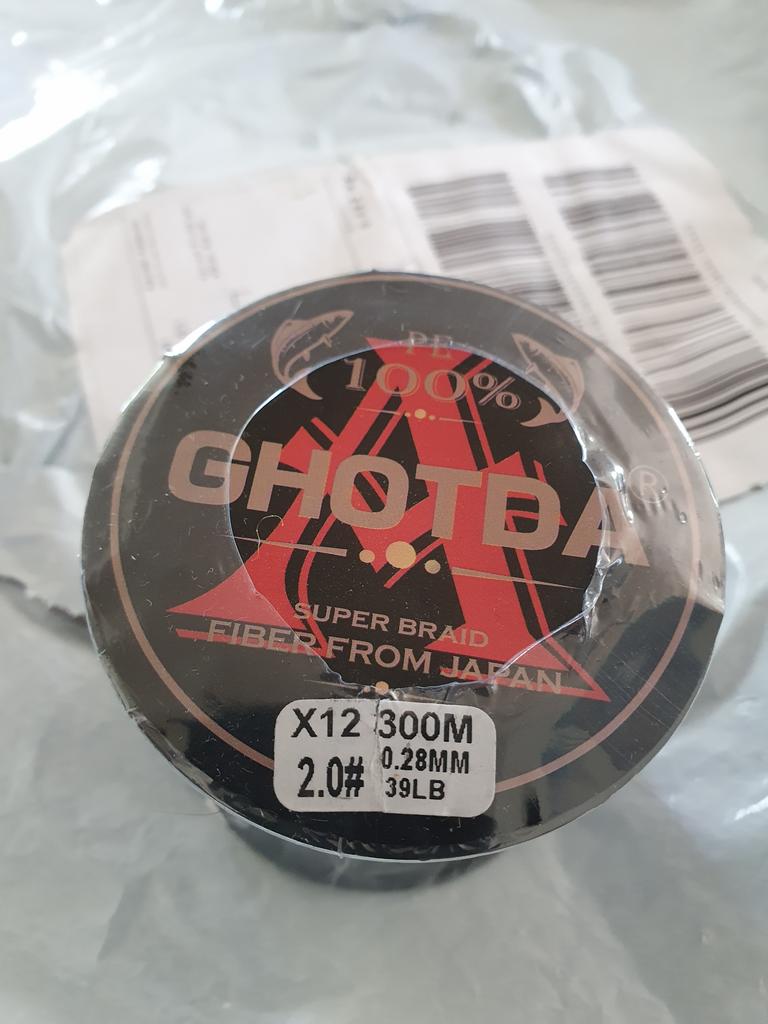 PE
100%
GHOTDA®
SUPER BRAID
FIBER FROM JAPAN
X12 300M
2.0# 0.28MM
39LB